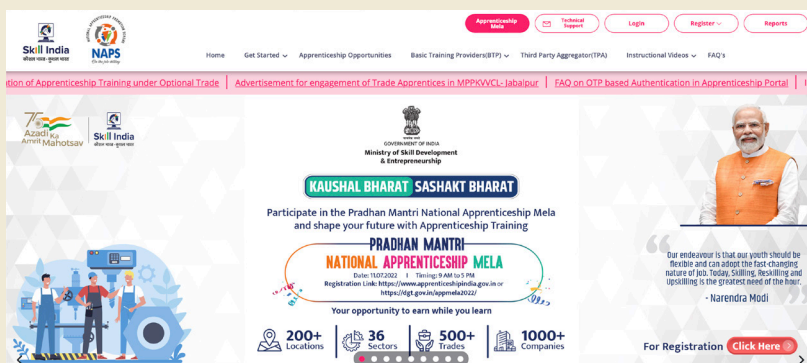 Skill India
कौशल भारत - कुशल भारत
NAPS
Apprenticeship
Mela
Technical
Support
Login
Register
Reports
Home
Get Started
Apprenticeship Opportunities
Basic Training Providers(BTP)
Third Party Aggregator(TPA)
Instructional Videos
FAQ's
tion of Apprenticeship Training under Optional Trade
Advertisement for engagement of Trade Apprentices in MPPKVVCL- Jabalpur
FAQ on OTP based Authentication in Apprenticeship Portal
Azadi Ka
Amrit Mahotsav
Skill India
कौशल भारत - कुशल भारत
GOVERNMENT OF INDIA
Ministry of Skill Development
& Entrepreneurship
KAUSHAL BHARAT SASHAKT BHARAT
Participate in the Pradhan Mantri National Apprenticeship Mela
and shape your future with Apprenticeship Training
PRADHAN MANTRI
NATIONAL APPRENTICESHIP MELA
Date: 11.07.2022 | Timing: 9 AM to 5 PM
Registration Link: https://www.apprenticeshipindia.gov.in or
https://dgt.gov.in/appmela2022/
Your opportunity to earn while you learn
200+
Locations
36
Sectors
500+
Trades
1000+
Companies
Our endeavour is that our youth should be
flexible and can adopt the fast-changing
nature of job. Today, Skilling, Reskilling and
Upskilling is the greatest need of the hour.
- Narendra Modi
For Registration Click Here